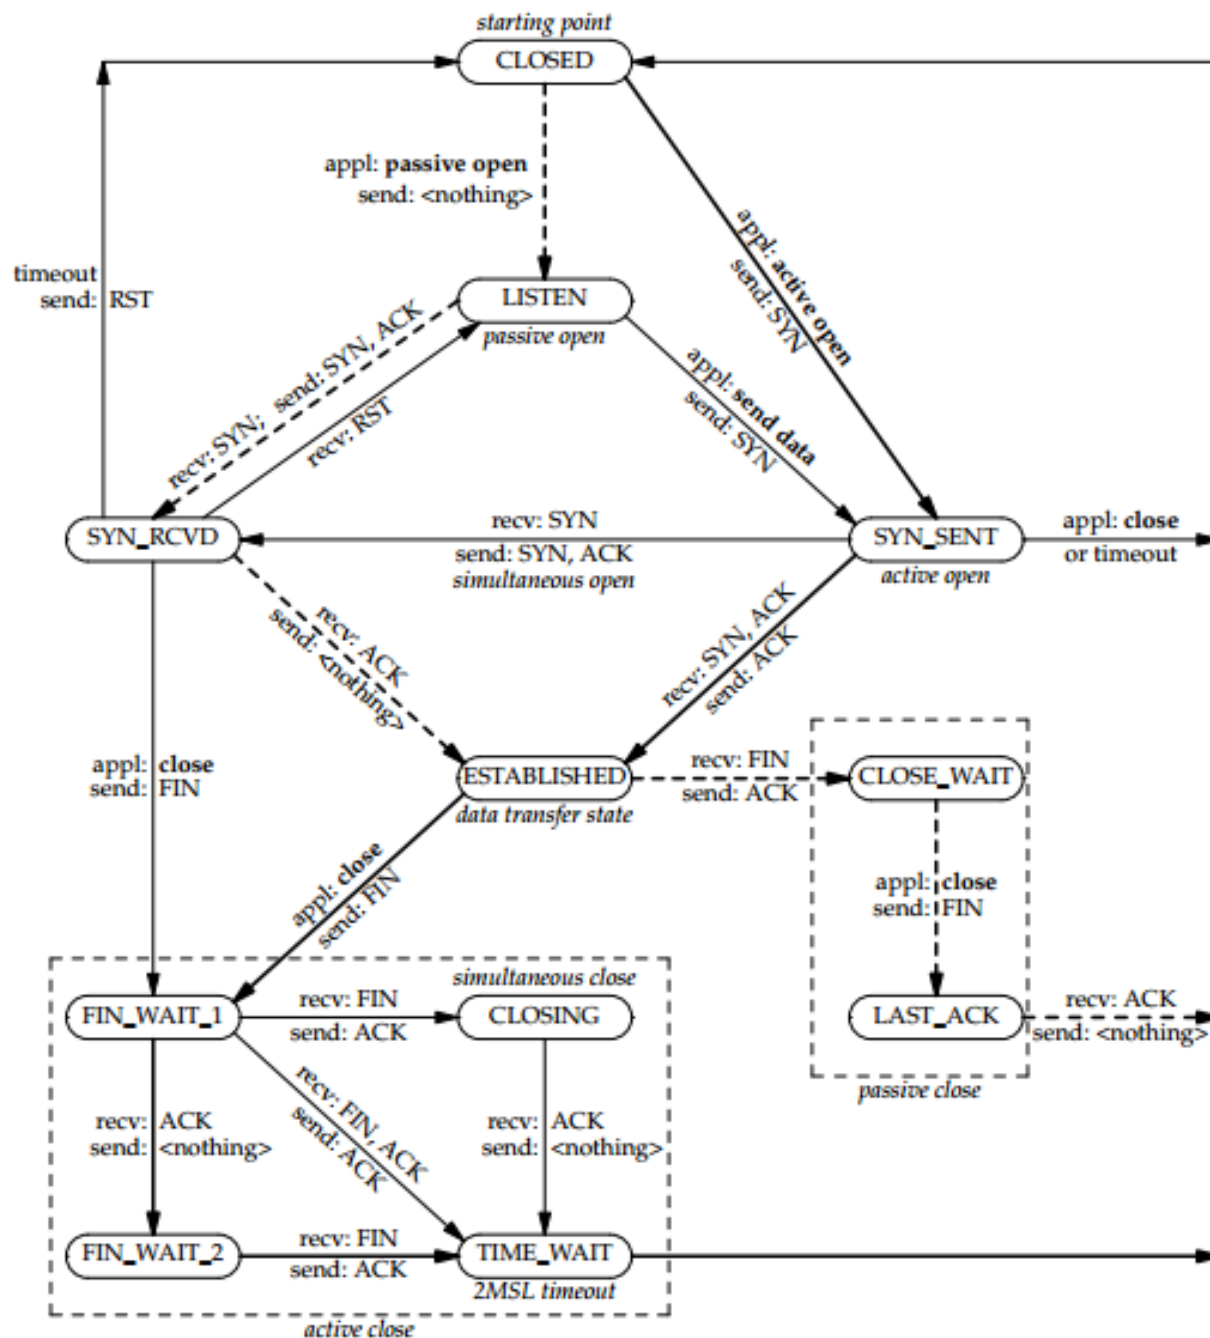 starting point
CLOSED
appl: passive open
send: <nothing>
appl: active open
send: SYN
timeout
send: RST
LISTEN
passive open
recv: SYN; send: SYN, ACK
recv: RST
appl: send data
send: SYN
SYN_RCVD
recv: SYN
send: SYN, ACK
simultaneous open
SYN_SENT
active open
appl: close
or timeout
recv: ACK
send: <nothing>
recv: SYN, ACK
send: ACK
appl: close
send: FIN
ESTABLISHED
data transfer state
recv: FIN
send: ACK
CLOSE_WAIT
appl: close
send: FIN
appl: close
send: FIN
simultaneous close
FIN_WAIT_1
recv: FIN
send: ACK
CLOSING
LAST_ACK
recv: ACK
send: <nothing>
passive close
recv: ACK
send: <nothing>
recv: FIN, ACK
send: ACK
recv: ACK
send: <nothing>
FIN_WAIT_2
recv: FIN
send: ACK
TIME_WAIT
2MSL timeout
active close